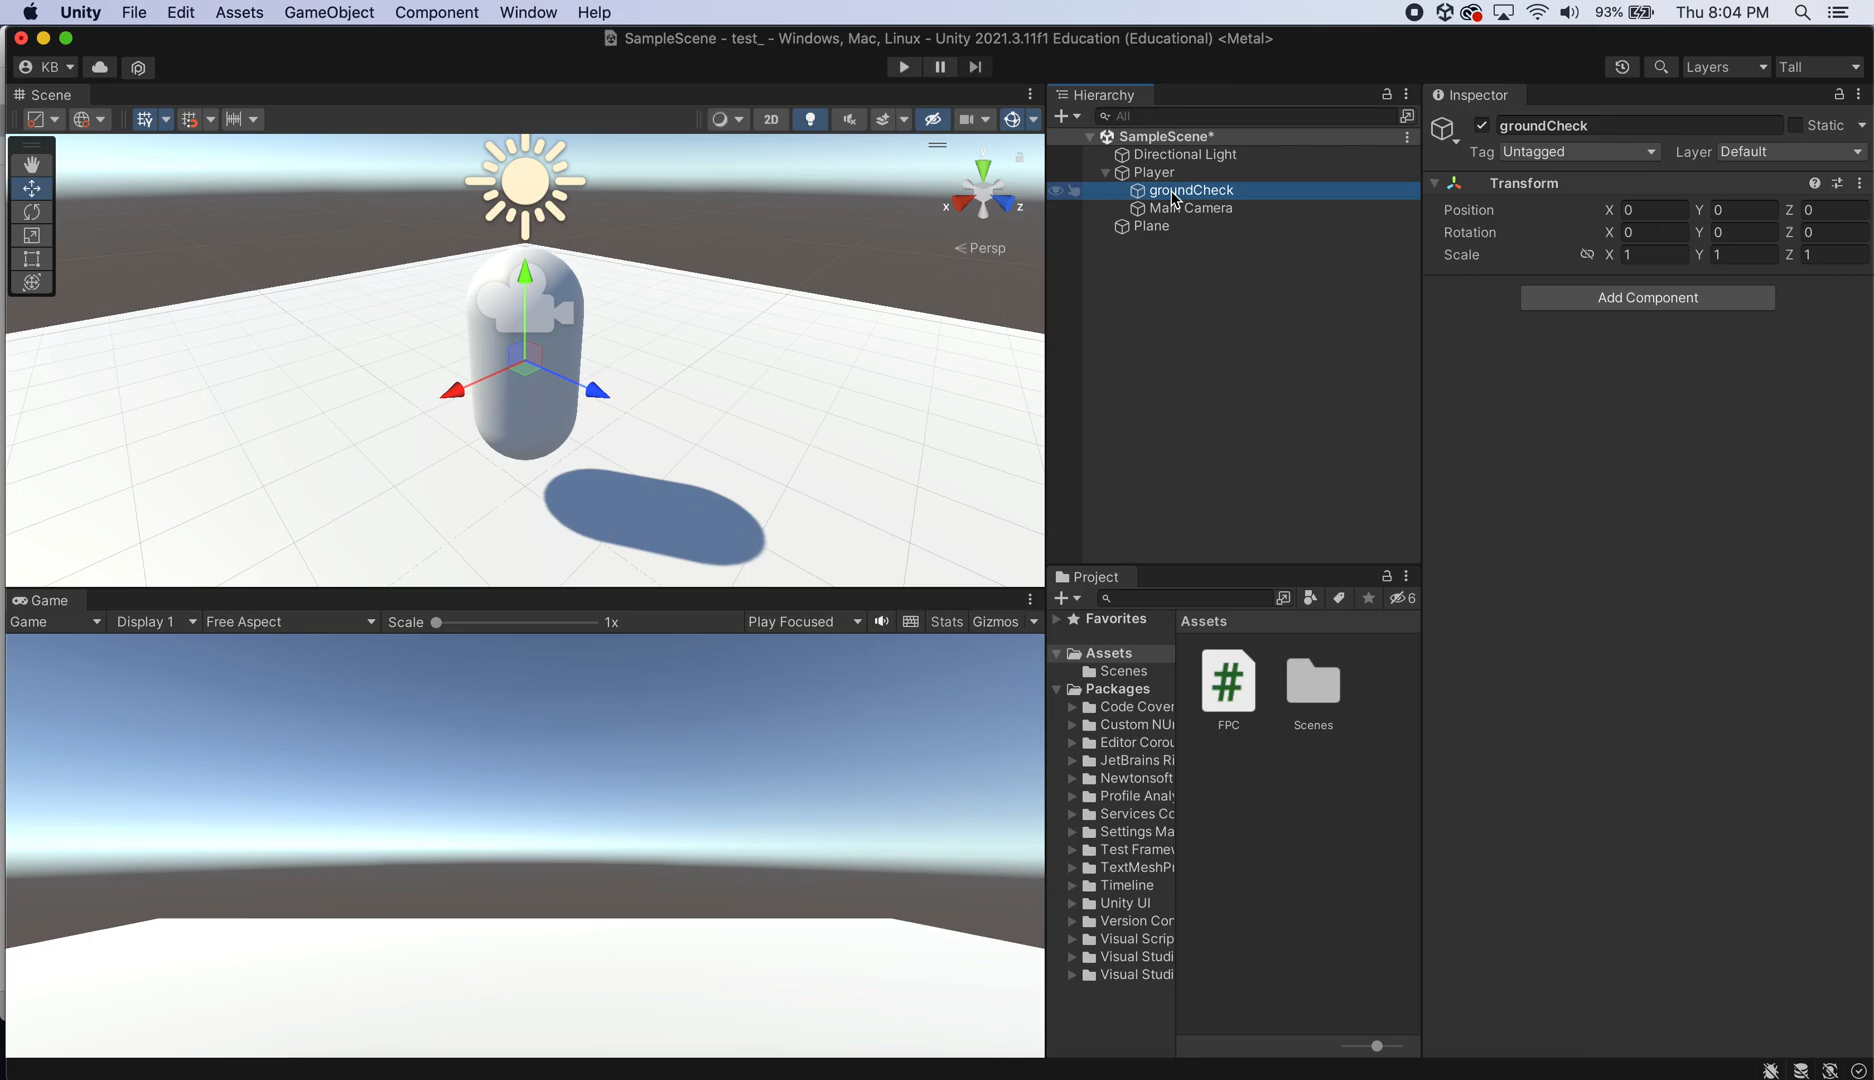 Unity File Edit Assets GameObject Component Window Help 93% Thu 8:04 PM
SampleScene - test_ - Windows, Mac, Linux - Unity 2021.3.11f1 Education (Educational) <Metal>
KB Layers Tall
Scene
2D
Persp
x z
Hierarchy
All
SampleScene*
Directional Light
Player
groundCheck
Main Camera
Plane
Inspector
groundCheck Static
Tag Untagged Layer Default
Transform
Position X 0 Y 0 Z 0
Rotation X 0 Y 0 Z 0
Scale X 1 Y 1 Z 1
Add Component
Game
Game Display 1 Free Aspect Scale 1x Play Focused Stats Gizmos
Project
6
Favorites
Assets
Scenes
Packages
Code Cover
Custom NU
Editor Corou
JetBrains Ri
Newtonsoft
Profile Analy
Services Co
Settings Ma
Test Framew
TextMeshPr
Timeline
Unity UI
Version Con
Visual Scrip
Visual Studi
Visual Studi
Assets
FPC
Scenes